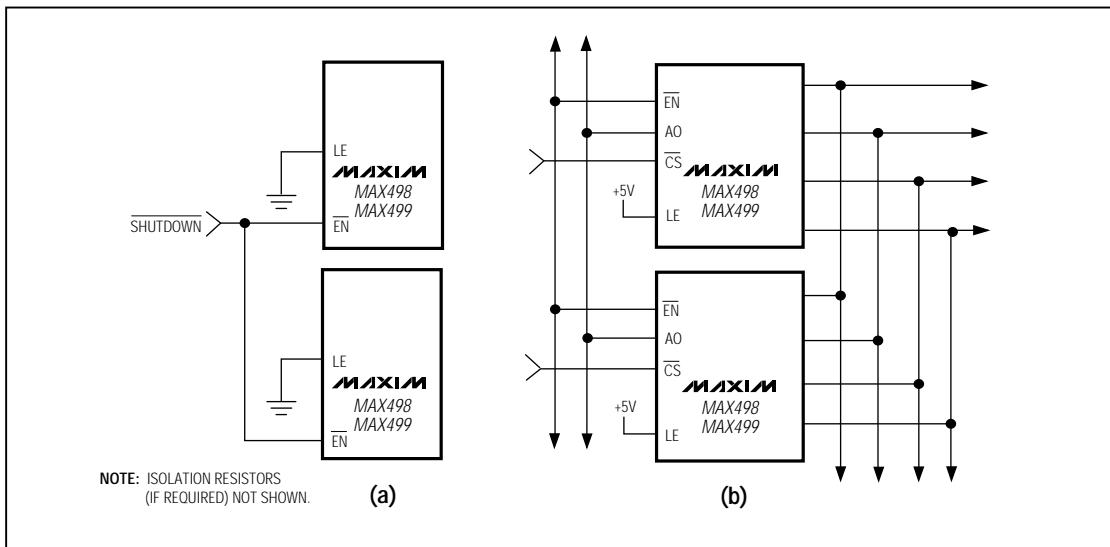 LE
MAXIM
MAX498
MAX499
SHUTDOWN
EN
LE
MAXIM
MAX498
MAX499
EN
NOTE: ISOLATION RESISTORS
(IF REQUIRED) NOT SHOWN.
(a)
EN
AO
CS
MAXIM
+5V
MAX498
MAX499
LE
EN
AO
CS
MAXIM
+5V
MAX498
MAX499
LE
(b)